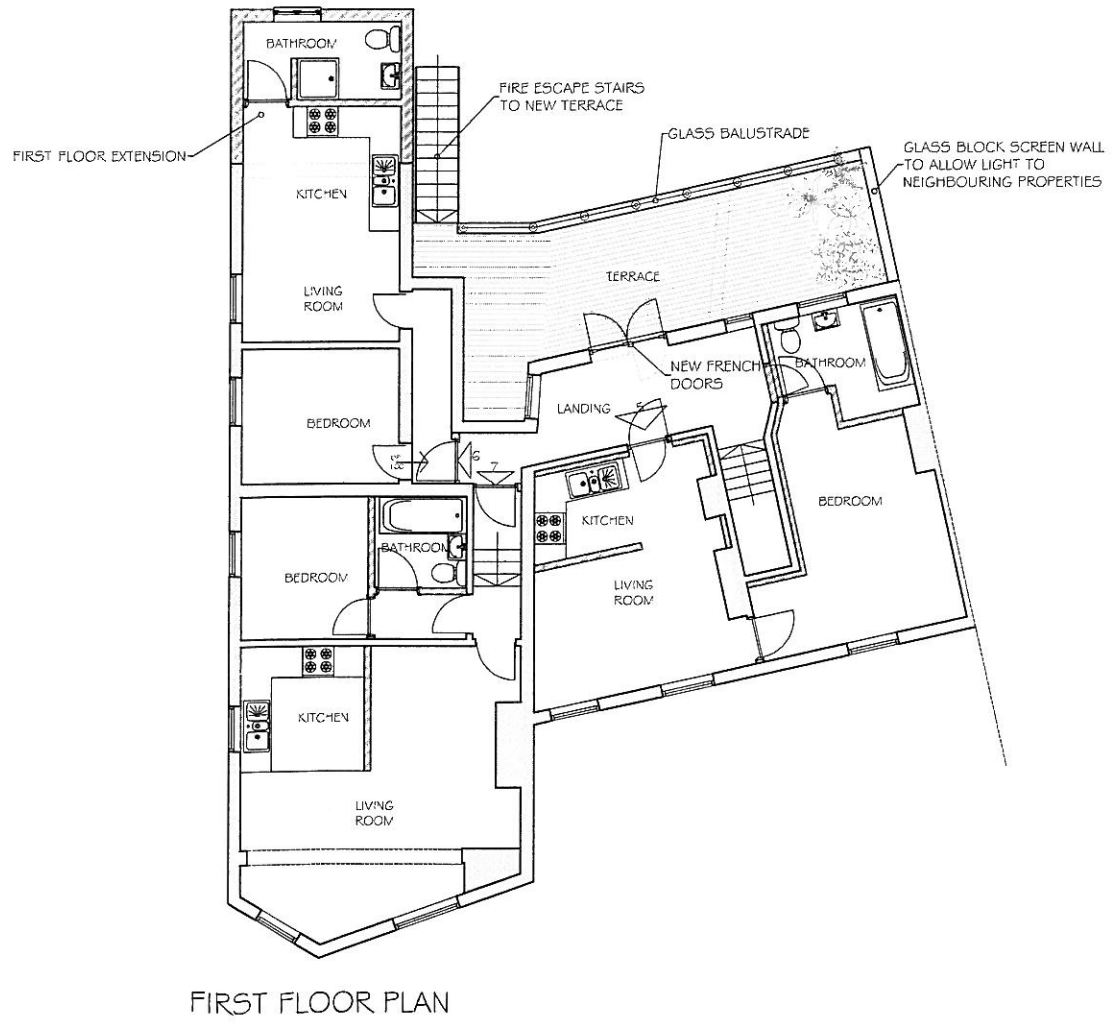 BATHROOM
FIRE ESCAPE STAIRS
TO NEW TERRACE
GLASS BALUSTRADE
GLASS BLOCK SCREEN WALL
TO ALLOW LIGHT TO
NEIGHBOURING PROPERTIES
FIRST FLOOR EXTENSION
KITCHEN
LIVING
ROOM
TERRACE
NEW FRENCH
DOORS
BATHROOM
BEDROOM
LANDING
5
6
7
BEDROOM
KITCHEN
BATHROOM
BEDROOM
LIVING
ROOM
KITCHEN
LIVING
ROOM
FIRST FLOOR PLAN